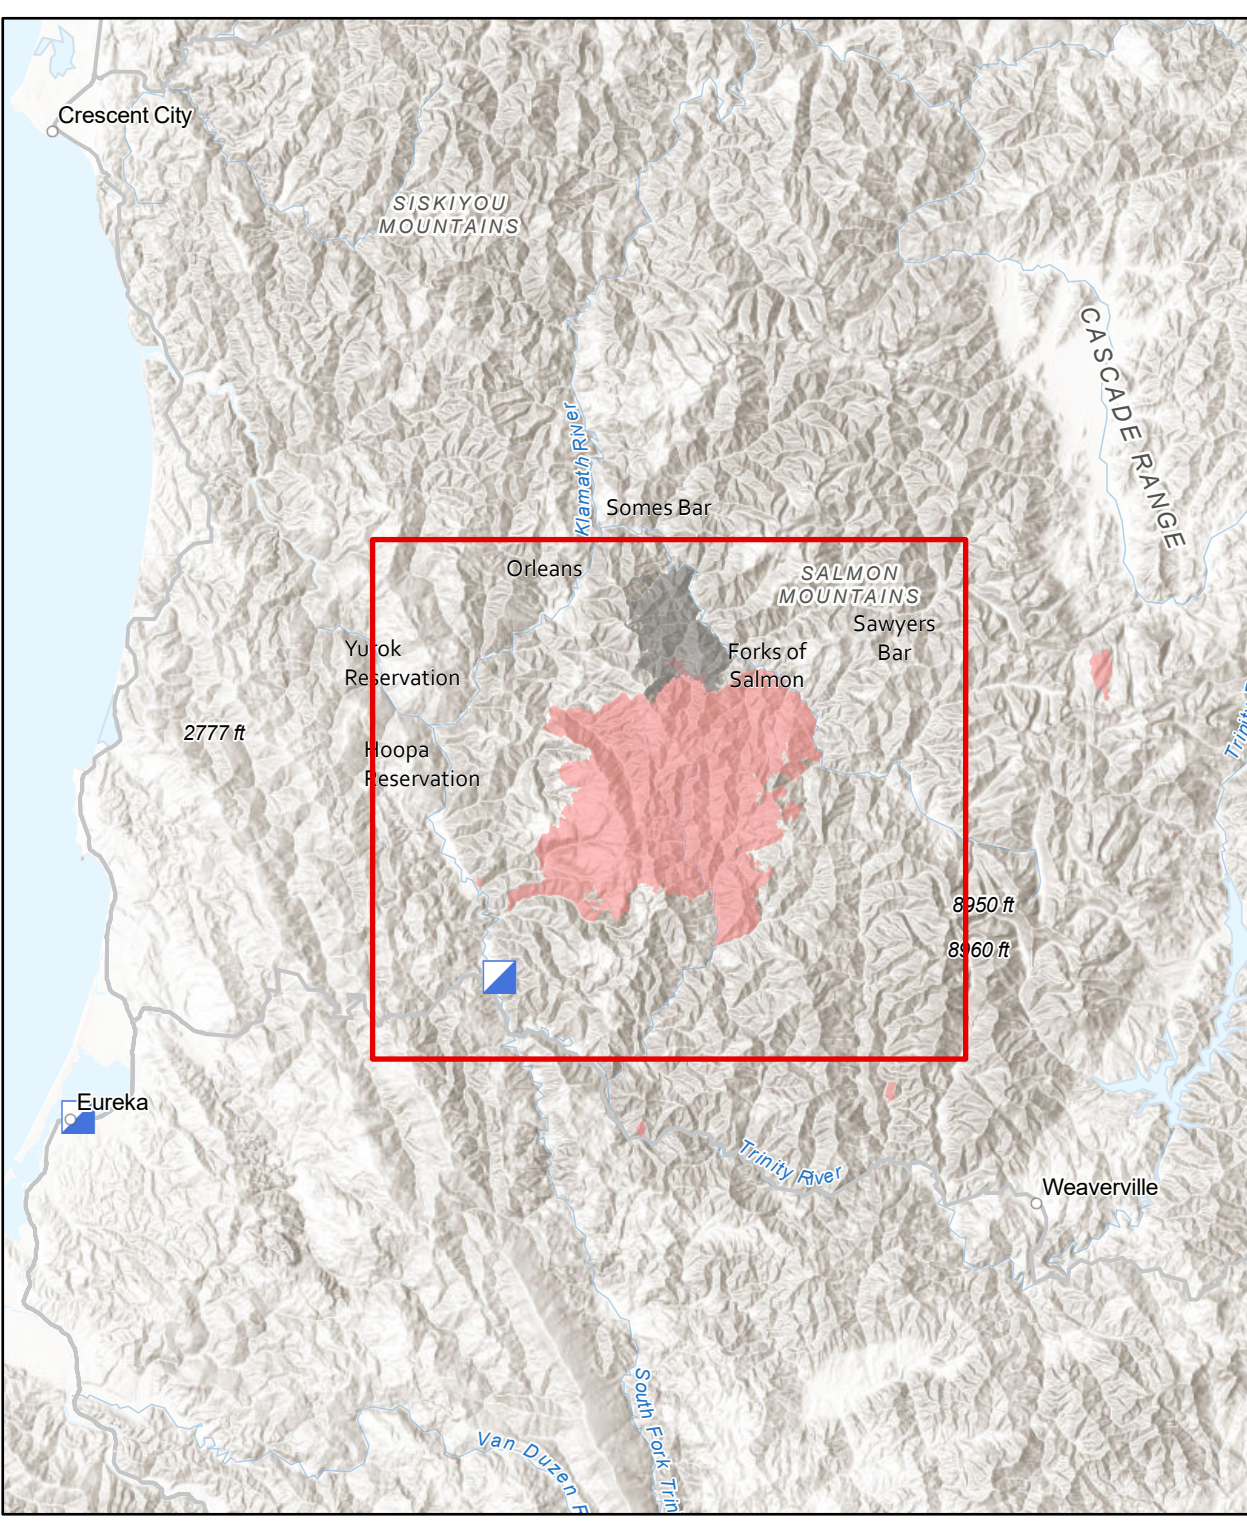 Crescent City
SISKIYOU
MOUNTAINS
CASCADE RANGE
Klamath River
Somes Bar
Orleans
SALMON
MOUNTAINS
Sawyers
Bar
Yurok
Reservation
Forks of
Salmon
2777 ft
Hoopa
Reservation
8950 ft
8960 ft
Eureka
Trinity River
Weaverville
South Fork Trin
Van Duzen R